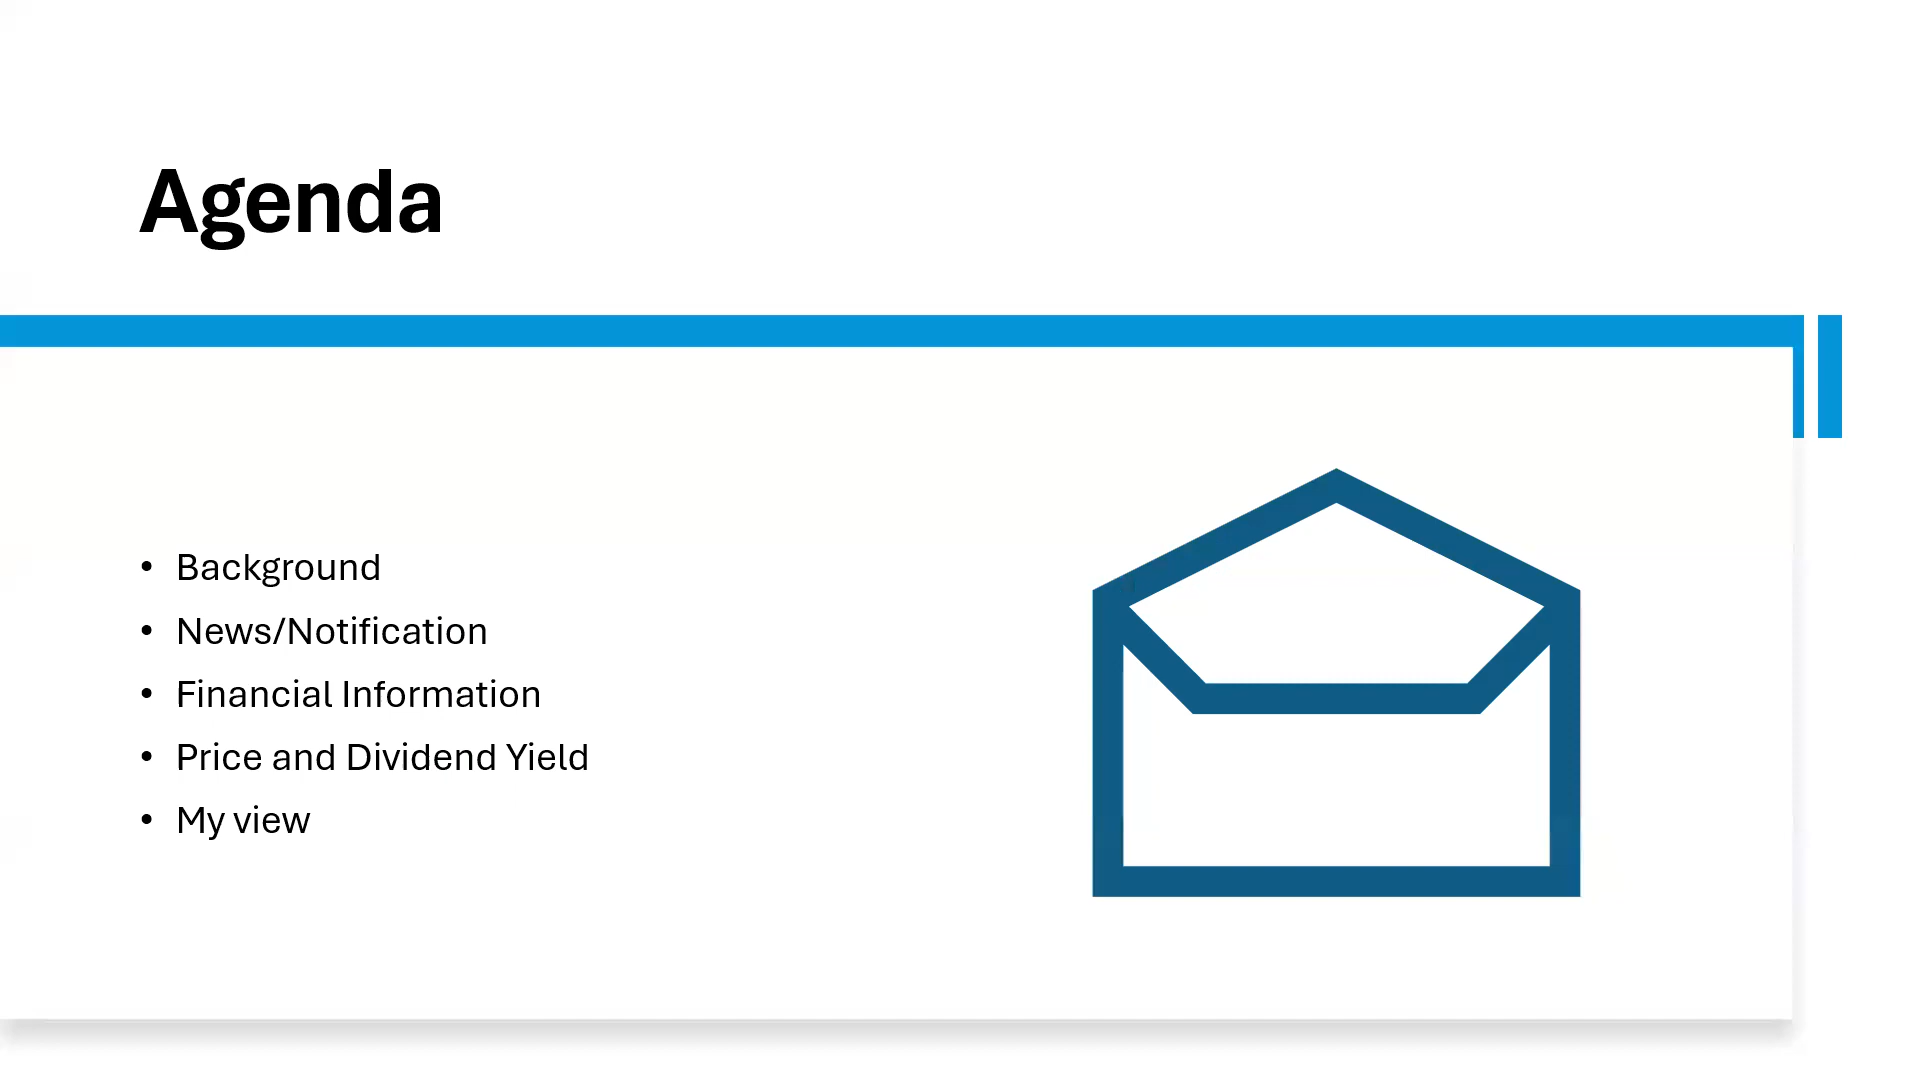 Agenda
• Background
• News/Notification
• Financial Information
• Price and Dividend Yield
• My view